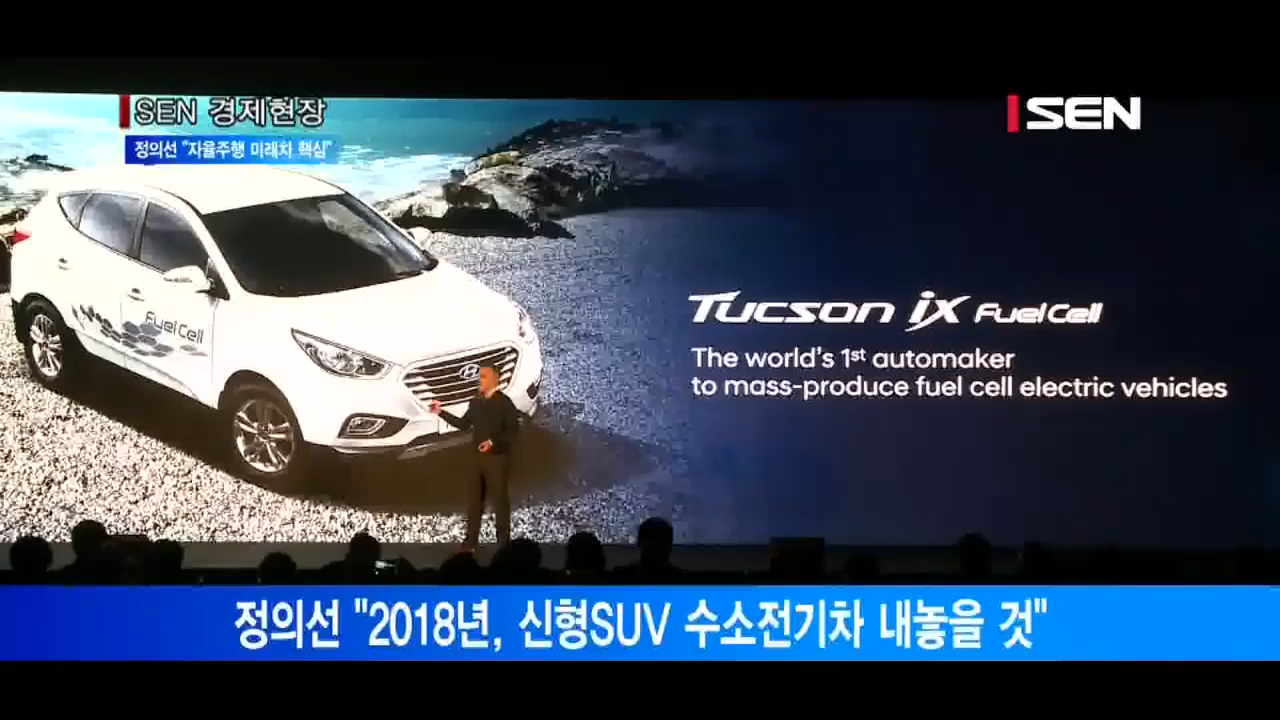 SEN 경제현장
SEN
정의선 "자율주행 미래차 핵심"
Fuel Cell
Tucson ix Fuel Cell
The world's 1st automaker
to mass-produce fuel cell electric vehicles
정의선 "2018년, 신형SUV 수소전기차 내놓을 것"